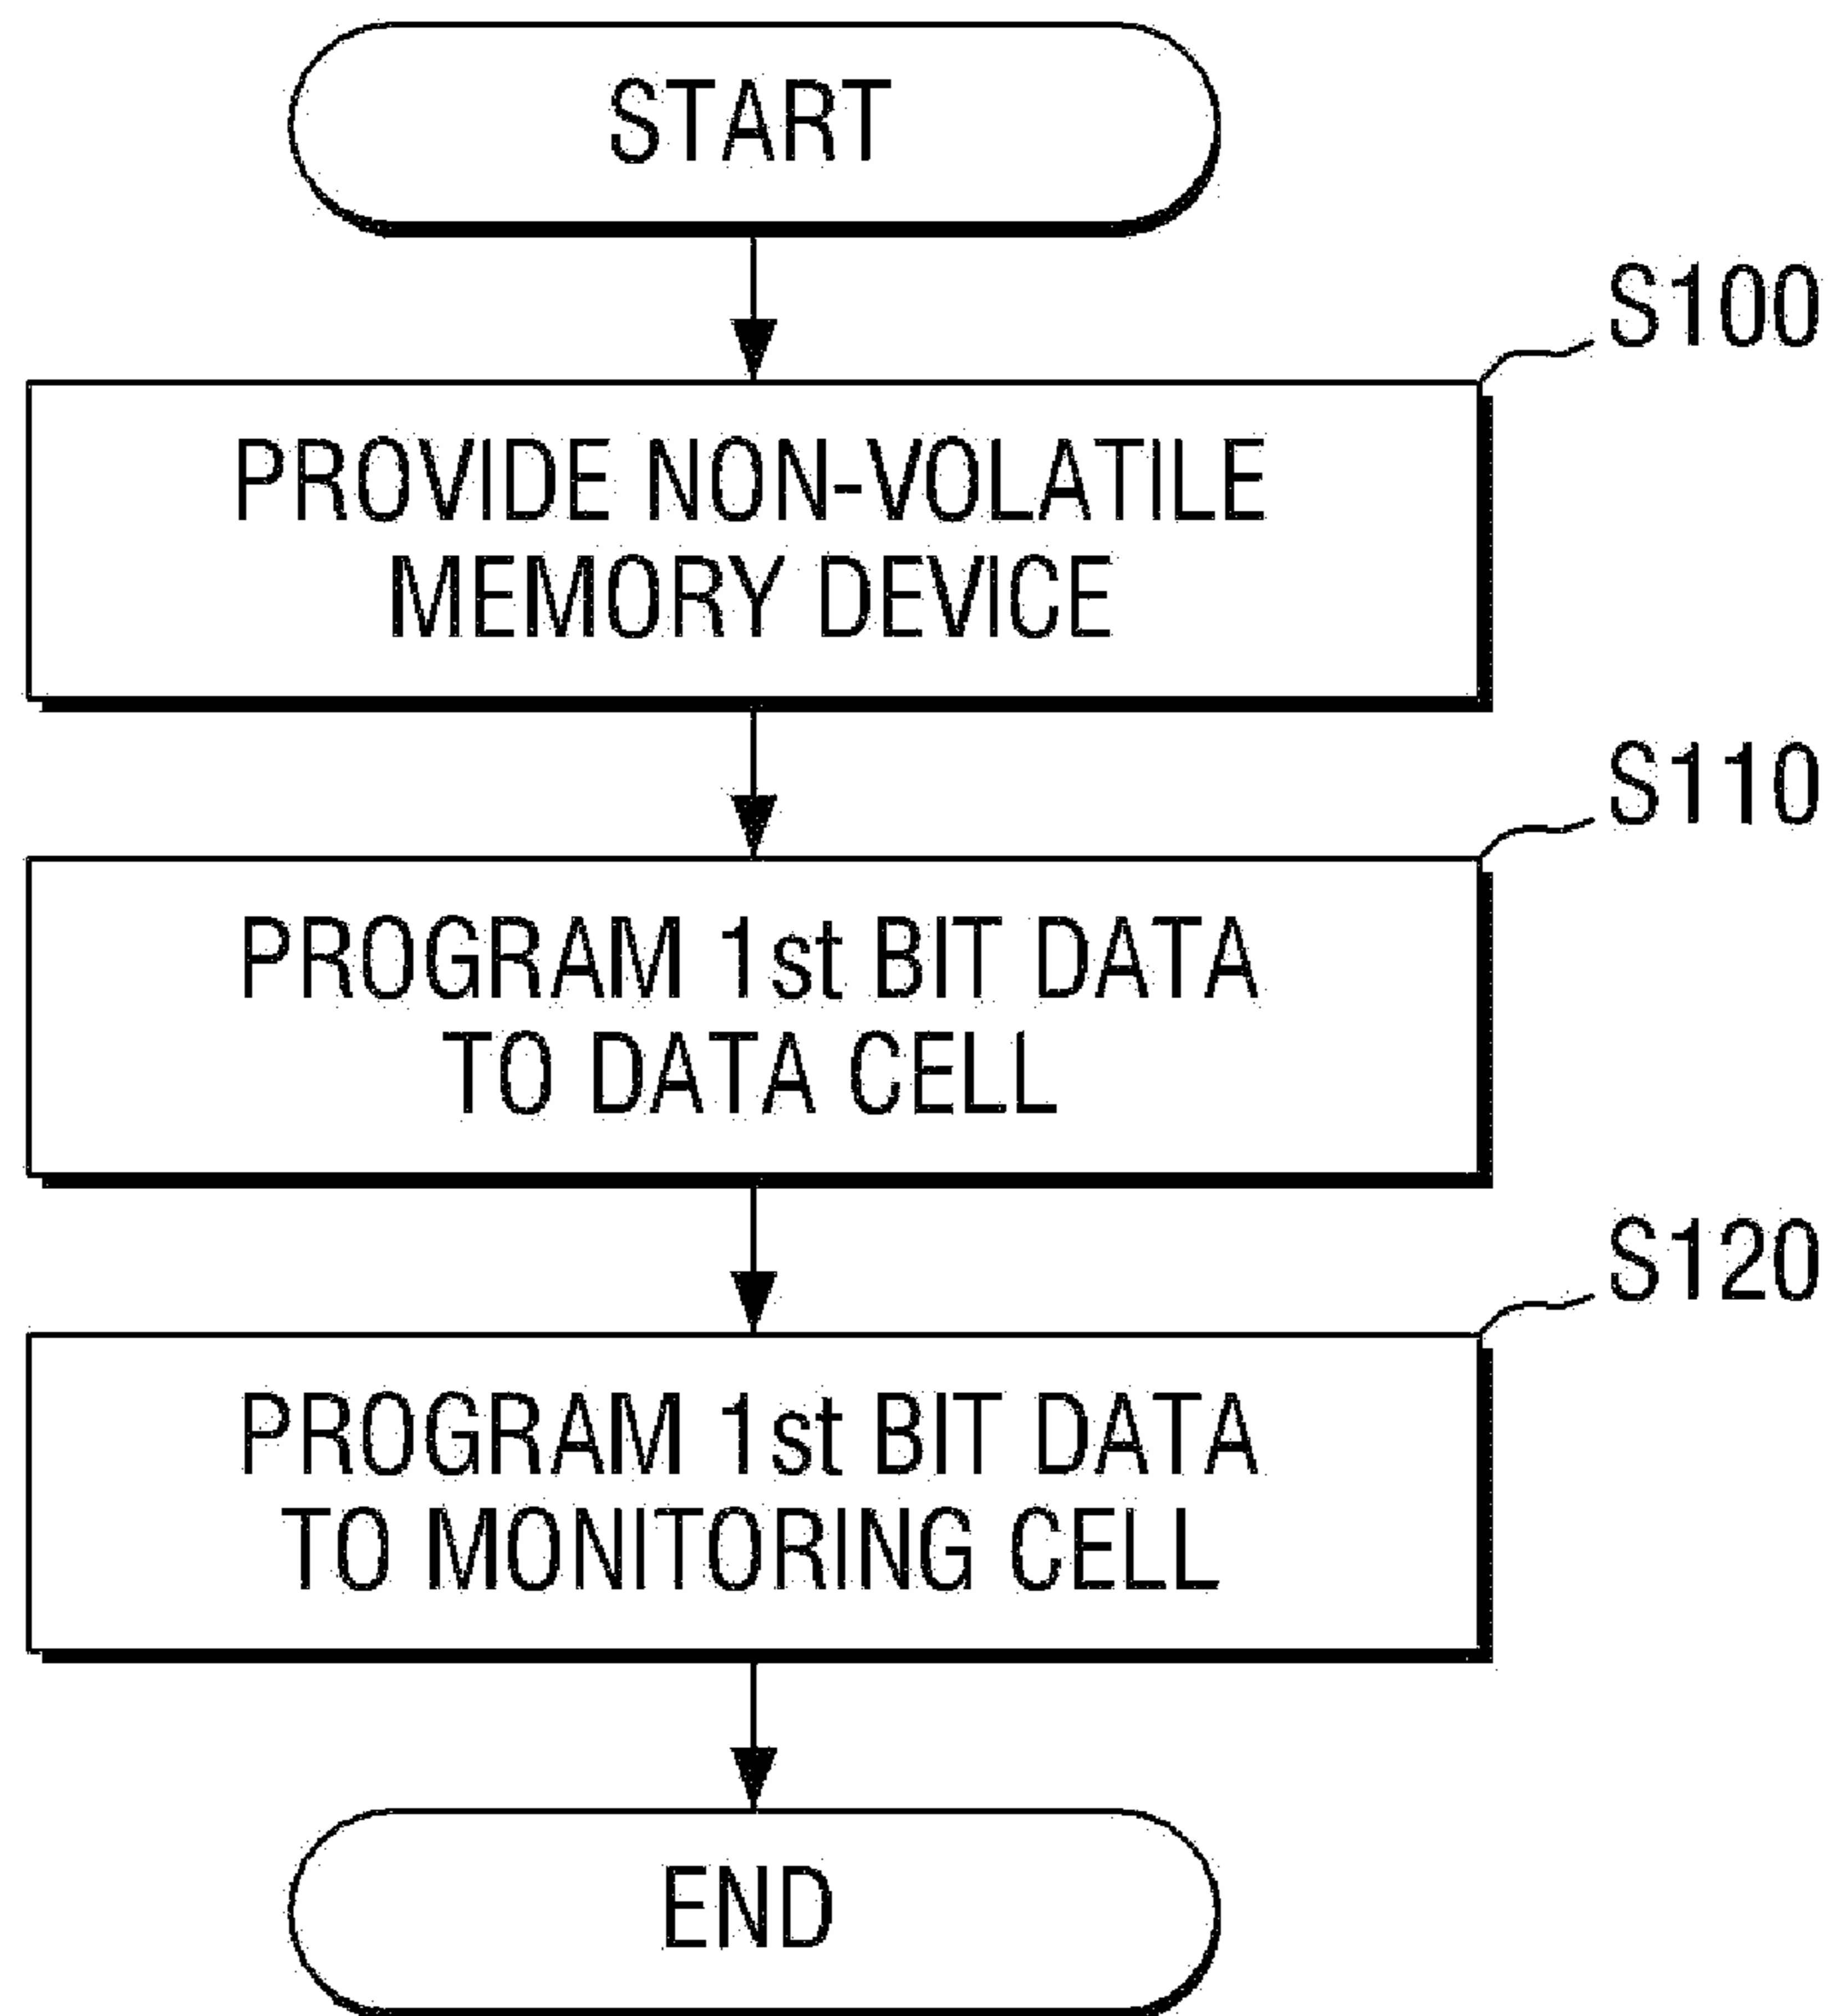 START
S100
PROVIDE NON-VOLATILE
MEMORY DEVICE
S110
PROGRAM 1st BIT DATA
TO DATA CELL
S120
PROGRAM 1st BIT DATA
TO MONITORING CELL
END